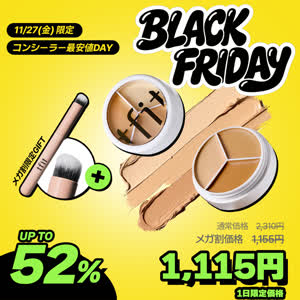 11/27(金)限定
コンシーラー最安値DAY
BLACK
FRIDAY
メガ割限定GIFT
+
tfit
通常価格 2,310円
メガ割価格 1,155円
UP TO
52%
1,115円
1日限定価格